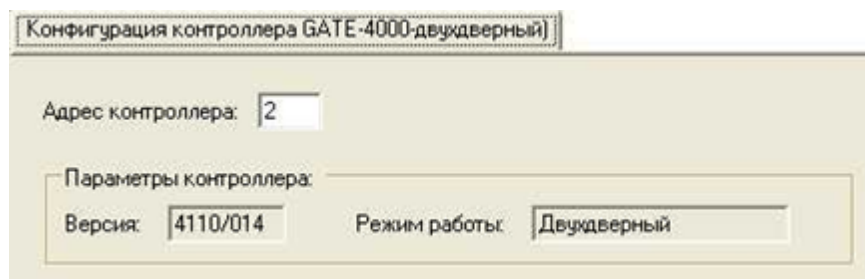 Конфигурация контроллера GATE-4000-двухдверный)
Адрес контроллера: 2
Параметры контроллера:
Версия: 4110/014 Режим работы: Двухдверный